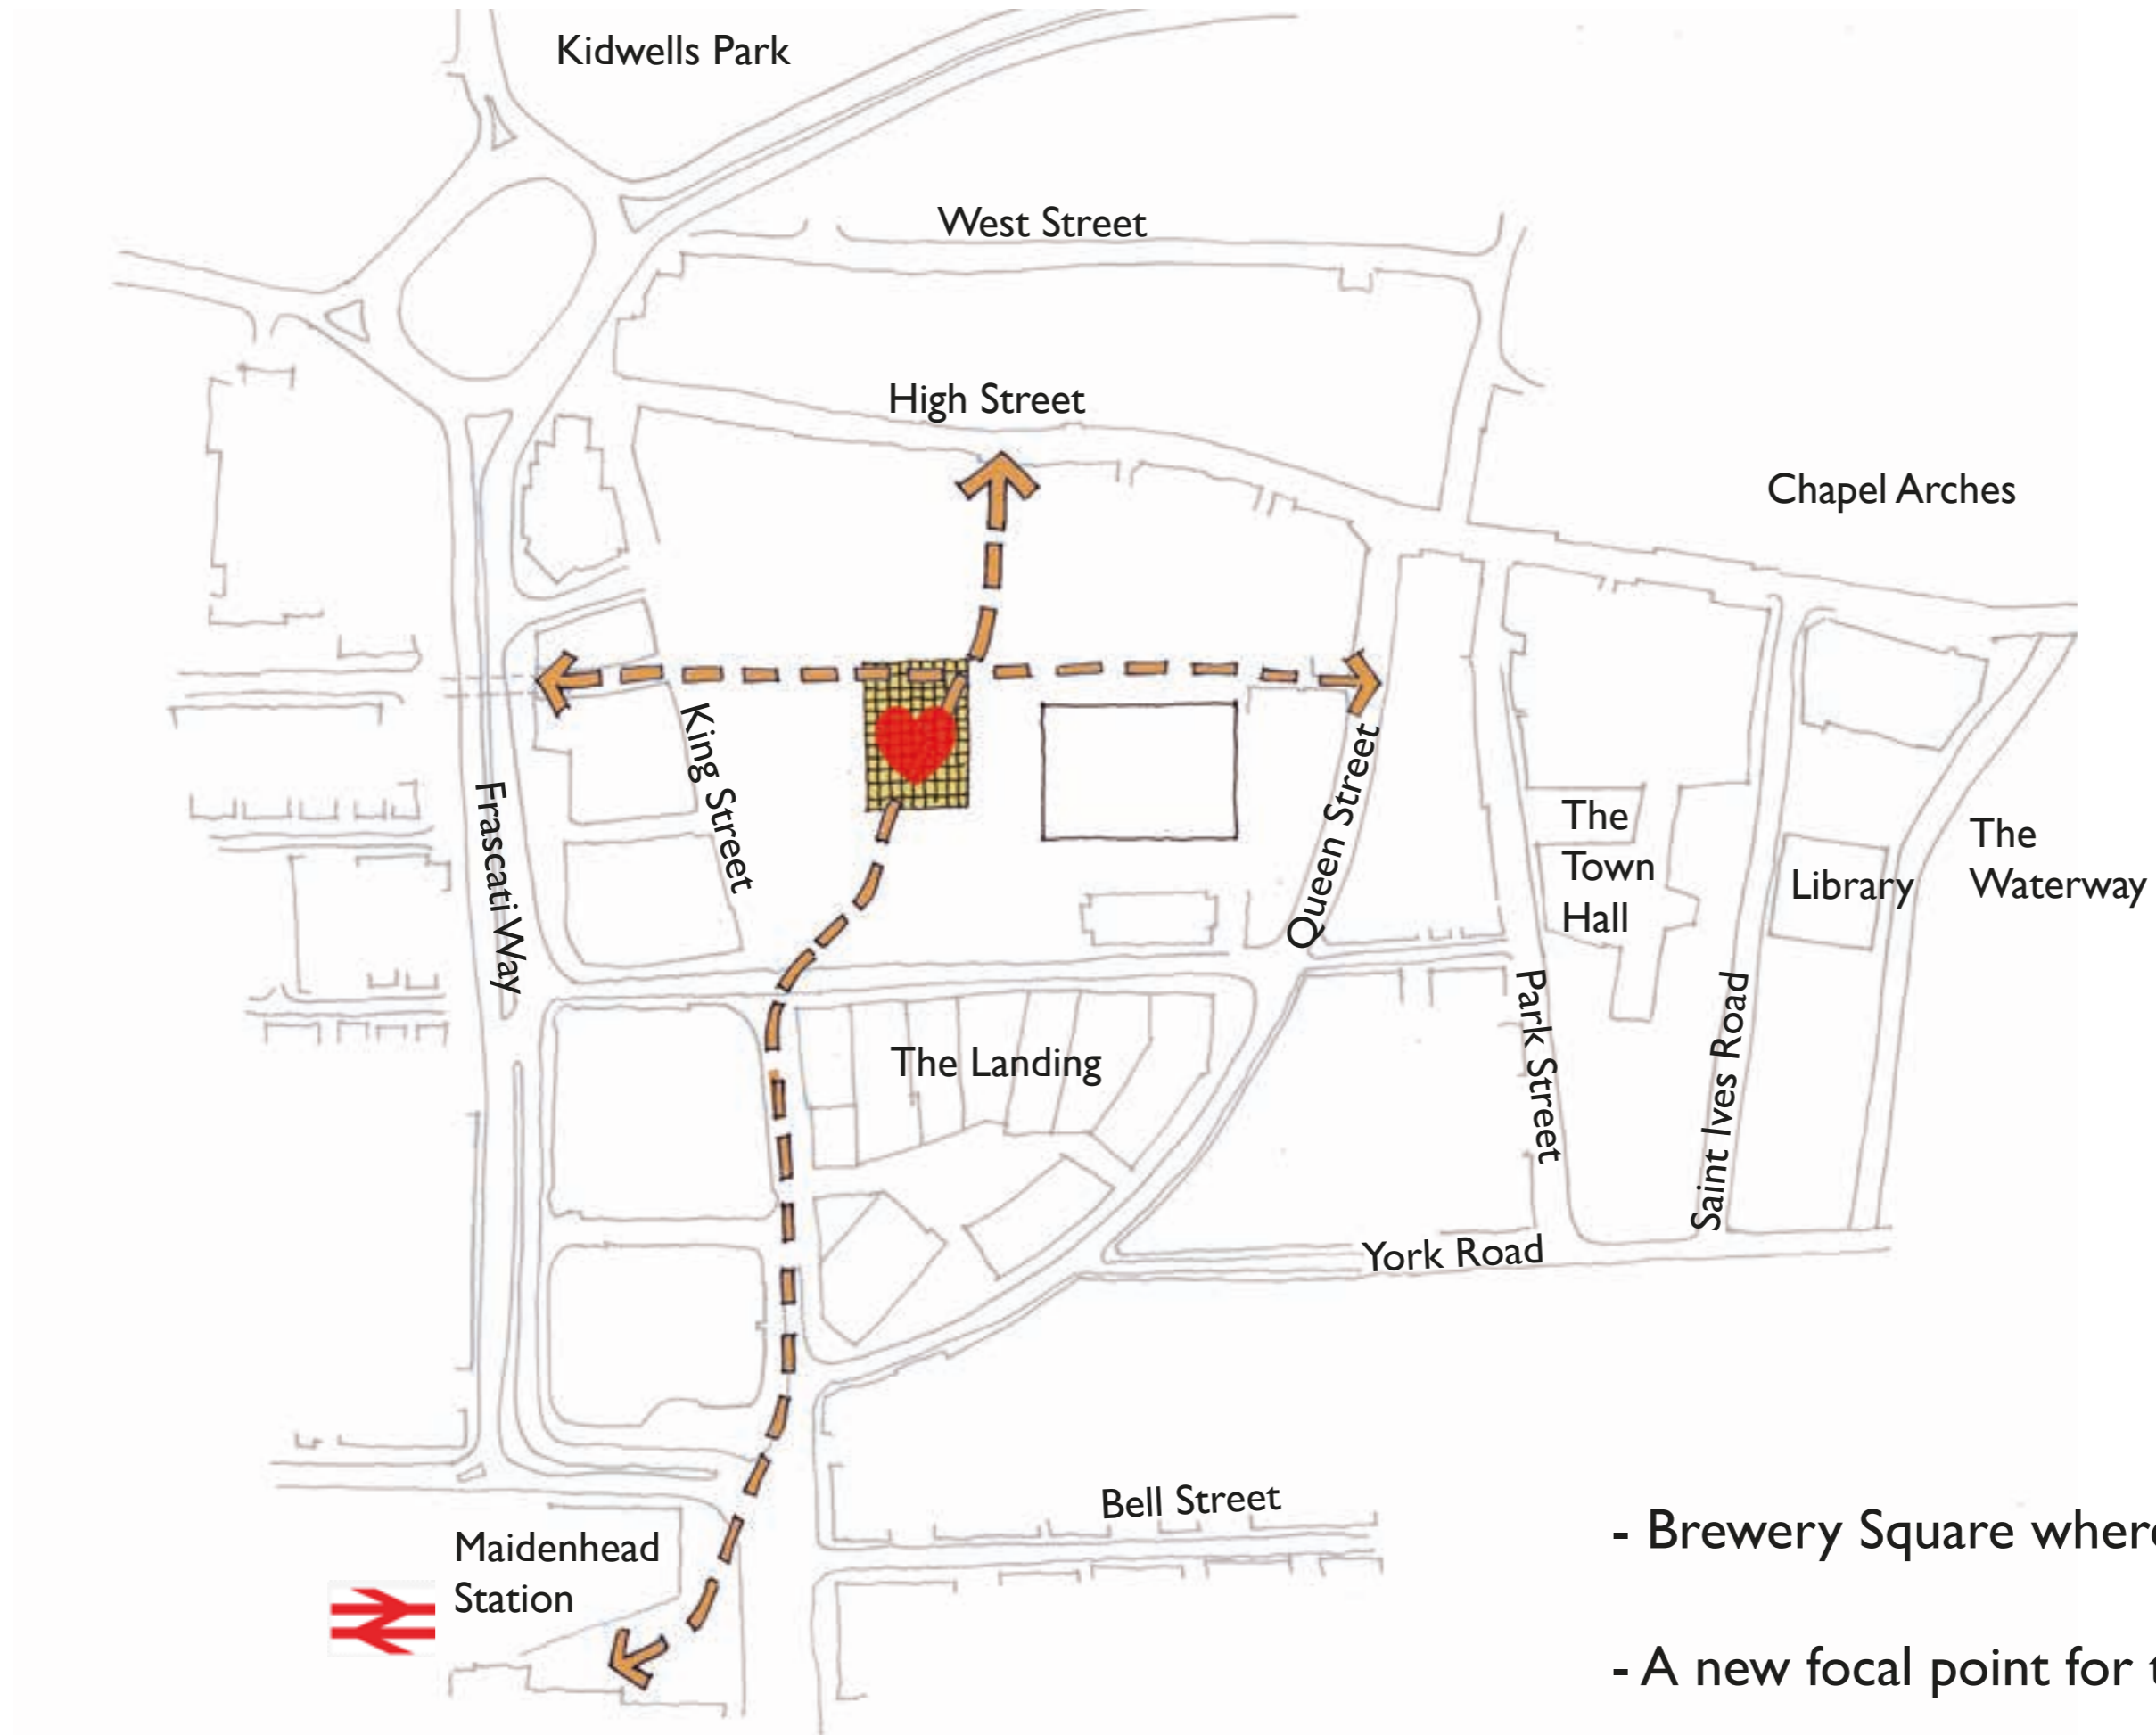 Kidwells Park
West Street
High Street
Chapel Arches
King Street
Queen Street
Frascati Way
The
Town
Hall
Library
The
Waterway
Park Street
Saint Ives Road
The Landing
York Road
Bell Street
Maidenhead
Station
- Brewery Square where
- A new focal point for t